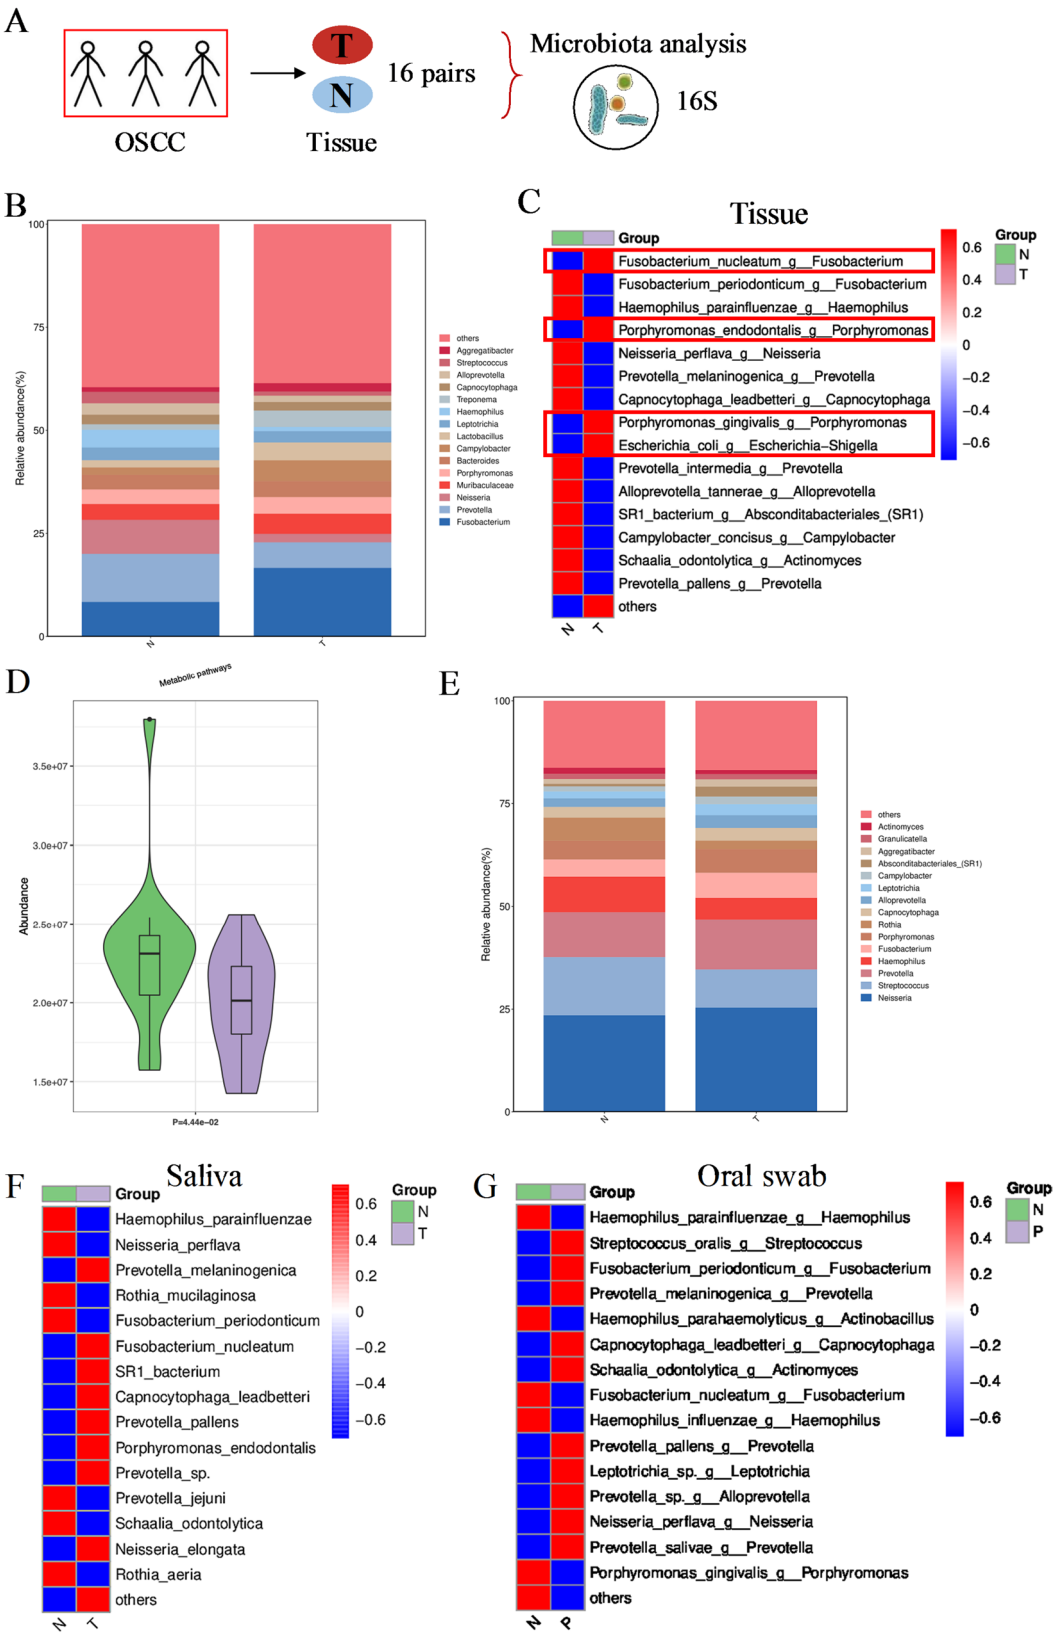 A
T
N
16 pairs
OSCC
Tissue
Microbiota analysis
16S
B
Relative abundance(%)
100
75
50
25
0
N
T
others
Aggregatibacter
Streptococcus
Alloprevotella
Capnocytophaga
Treponema
Haemophilus
Leptotrichia
Lactobacillus
Campylobacter
Bacteroides
Porphyromonas
Muribaculaceae
Neisseria
Prevotella
Fusobacterium
C
Tissue
Group
Fusobacterium_nucleatum_g__Fusobacterium
Fusobacterium_periodonticum_g__Fusobacterium
Haemophilus_parainfluenzae_g__Haemophilus
Porphyromonas_endodontalis_g__Porphyromonas
Neisseria_perflava_g__Neisseria
Prevotella_melaninogenica_g__Prevotella
Capnocytophaga_leadbetteri_g__Capnocytophaga
Porphyromonas_gingivalis_g__Porphyromonas
Escherichia_coli_g__Escherichia−Shigella
Prevotella_intermedia_g__Prevotella
Alloprevotella_tannerae_g__Alloprevotella
SR1_bacterium_g__Absconditabacteriales_(SR1)
Campylobacter_concisus_g__Campylobacter
Schaalia_odontolytica_g__Actinomyces
Prevotella_pallens_g__Prevotella
others
N
T
0.6
0.4
0.2
0
−0.2
−0.4
−0.6
Group
N
T
D
Metabolic pathways
Abundance
3.5e+07
3.0e+07
2.5e+07
2.0e+07
1.5e+07
P=4.44e−02
E
Relative abundance(%)
100
75
50
25
0
N
T
others
Actinomyces
Granulicatella
Aggregatibacter
Absconditabacteriales_(SR1)
Campylobacter
Leptotrichia
Alloprevotella
Capnocytophaga
Rothia
Porphyromonas
Fusobacterium
Haemophilus
Prevotella
Streptococcus
Neisseria
F
Saliva
Group
Haemophilus_parainfluenzae
Neisseria_perflava
Prevotella_melaninogenica
Rothia_mucilaginosa
Fusobacterium_periodonticum
Fusobacterium_nucleatum
SR1_bacterium
Capnocytophaga_leadbetteri
Prevotella_pallens
Porphyromonas_endodontalis
Prevotella_sp.
Prevotella_jejuni
Schaalia_odontolytica
Neisseria_elongata
Rothia_aeria
others
N
T
0.6
0.4
0.2
0
−0.2
−0.4
−0.6
Group
N
T
G
Oral swab
Group
Haemophilus_parainfluenzae_g__Haemophilus
Streptococcus_oralis_g__Streptococcus
Fusobacterium_periodonticum_g__Fusobacterium
Prevotella_melaninogenica_g__Prevotella
Haemophilus_parahaemolyticus_g__Actinobacillus
Capnocytophaga_leadbetteri_g__Capnocytophaga
Schaalia_odontolytica_g__Actinomyces
Fusobacterium_nucleatum_g__Fusobacterium
Haemophilus_influenzae_g__Haemophilus
Prevotella_pallens_g__Prevotella
Leptotrichia_sp._g__Leptotrichia
Prevotella_sp._g__Alloprevotella
Neisseria_perflava_g__Neisseria
Prevotella_salivae_g__Prevotella
Porphyromonas_gingivalis_g__Porphyromonas
others
N
P
0.6
0.4
0.2
0
−0.2
−0.4
−0.6
Group
N
P